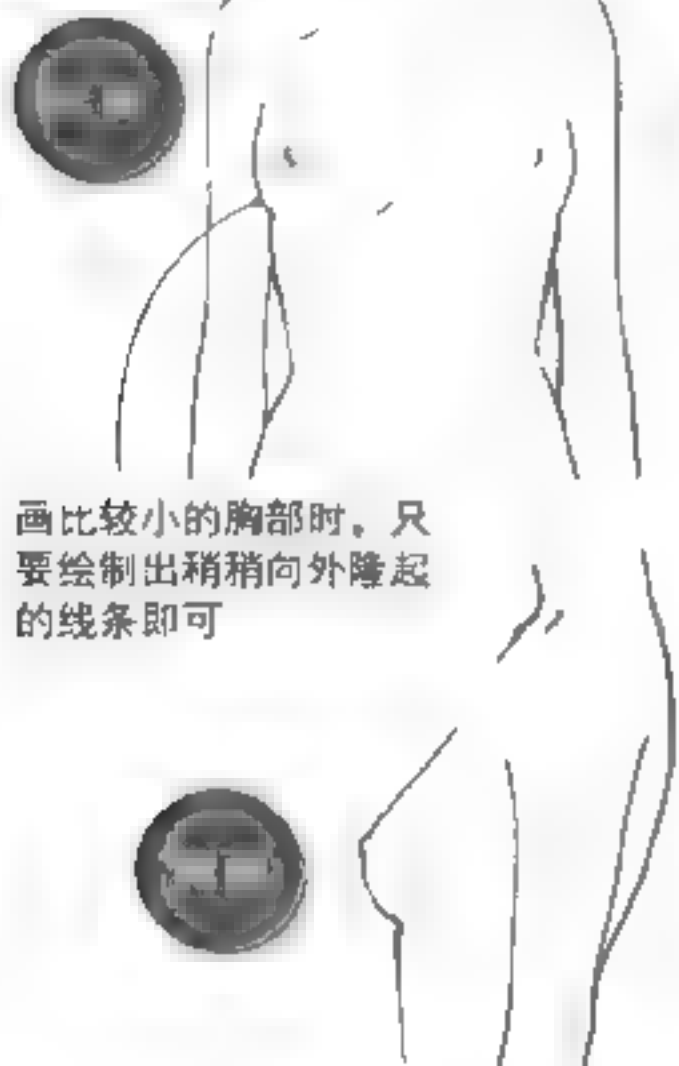 画比较小的胸部时，只
要绘制出稍稍向外隆起
的线条即可